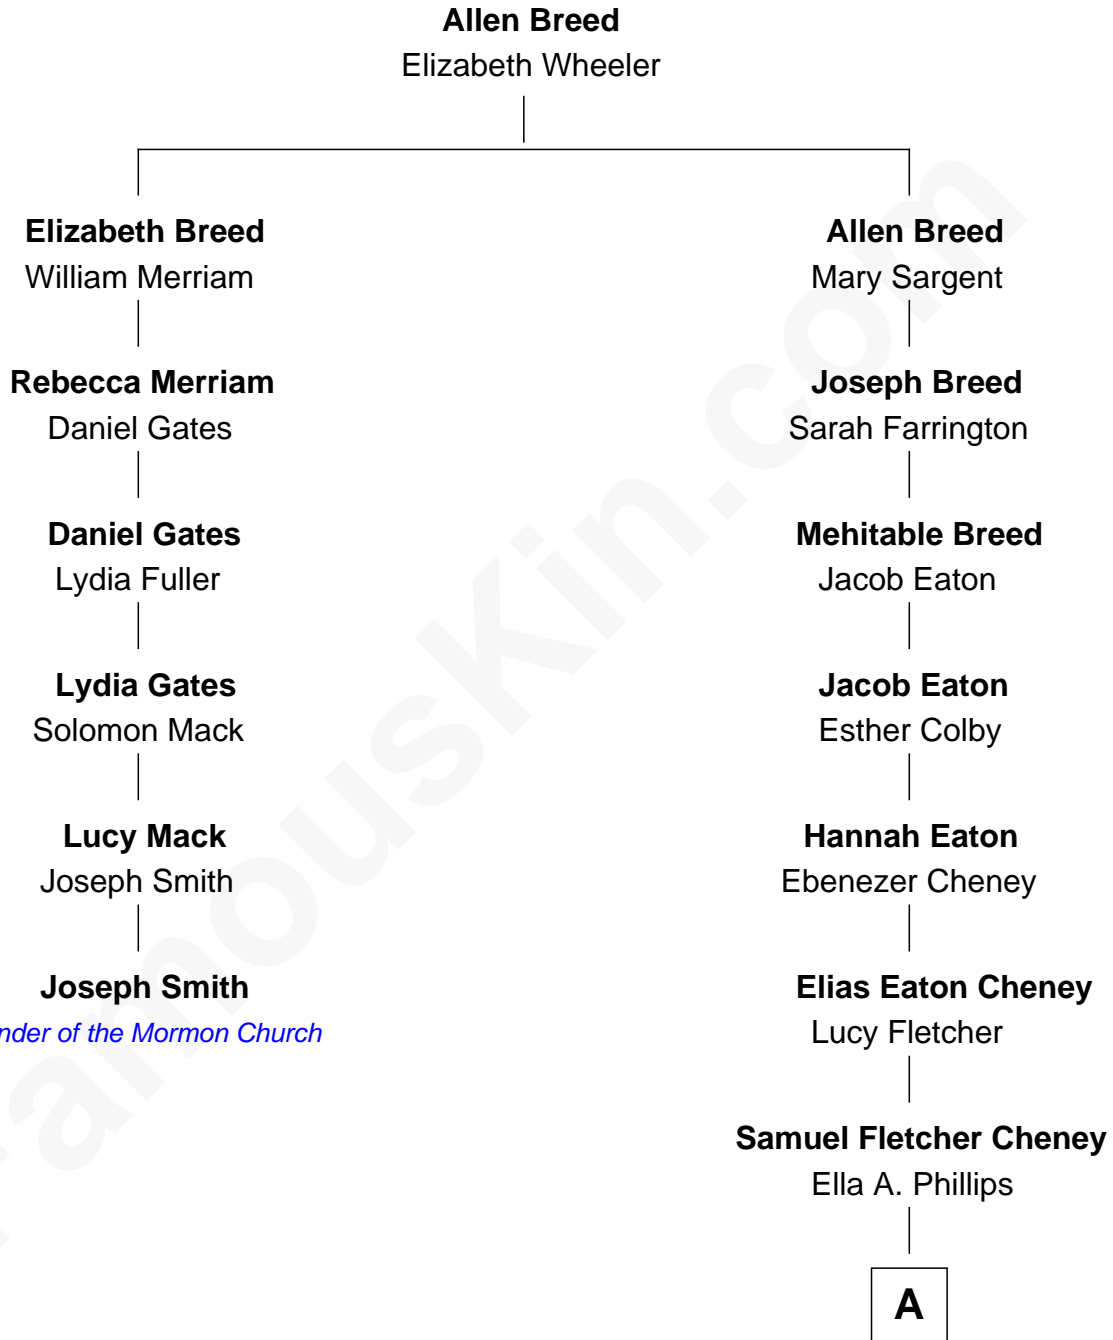 Allen Breed
Elizabeth Wheeler
Elizabeth Breed
William Merriam
Rebecca Merriam
Daniel Gates
Daniel Gates
Lydia Fuller
Lydia Gates
Solomon Mack
Lucy Mack
Joseph Smith
Joseph Smith
nder of the Mormon Church
Allen Breed
Mary Sargent
Joseph Breed
Sarah Farrington
Mehitable Breed
Jacob Eaton
Jacob Eaton
Esther Colby
Hannah Eaton
Ebenezer Cheney
Elias Eaton Cheney
Lucy Fletcher
Samuel Fletcher Cheney
Ella A. Phillips
A
FamousKin.com